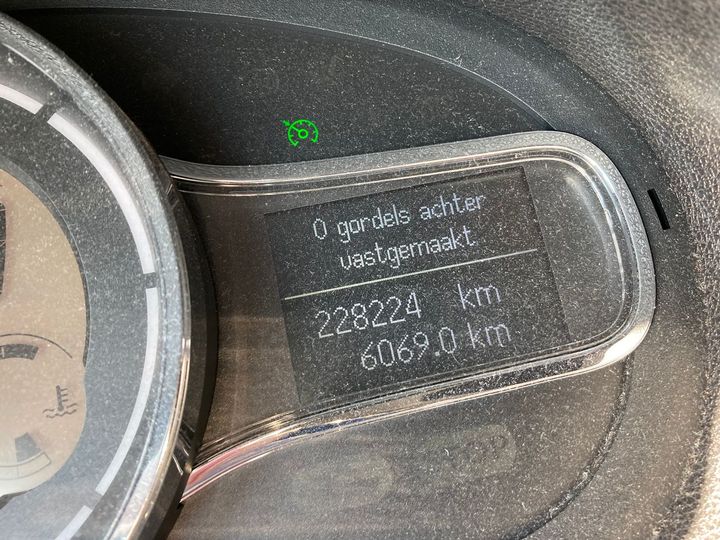 0 gordels achter
vastgemaakt
228224 km
6069.0 km